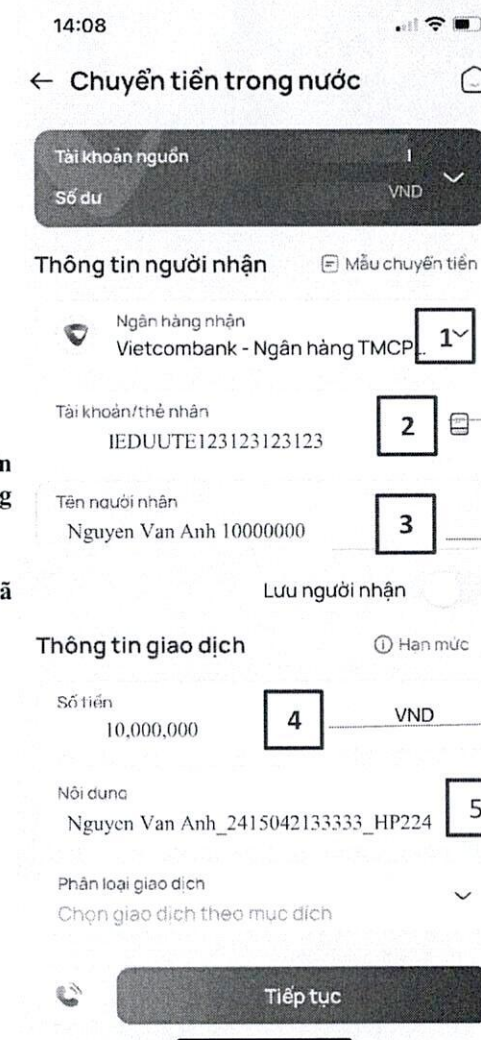 14:08
← Chuyển tiền trong nước
Tài khoản nguồn
Số dư VND
Thông tin người nhận Mẫu chuyển tiền
Ngân hàng nhận
Vietcombank - Ngân hàng TMCP... 1
Tài khoản/thẻ nhận
IEDUUTE123123123123 2
n
g
Tên người nhận
Nguyen Van Anh 10000000 3
ã
Lưu người nhận
Thông tin giao dịch Hạn mức
Số tiền
10,000,000 4 VND
Nội dung
Nguyen Van Anh_2415042133333_HP224 5
Phân loại giao dịch
Chọn giao dịch theo mục đích
Tiếp tục